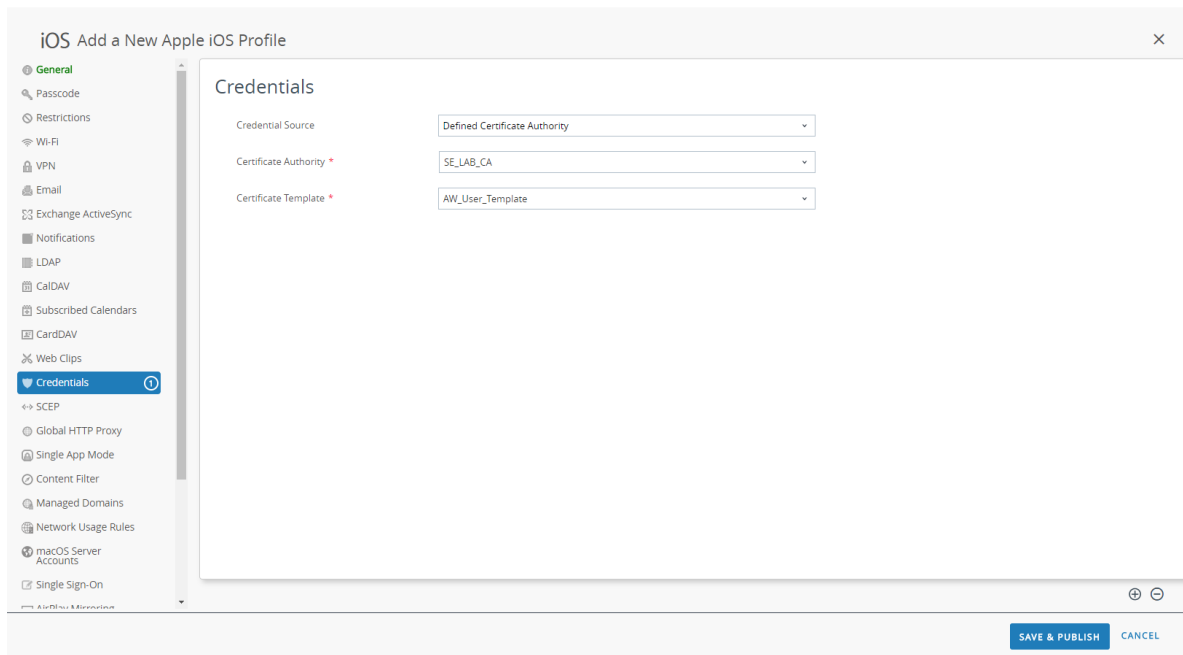 iOS Add a New Apple iOS Profile
General
Passcode
Restrictions
Wi-Fi
VPN
Email
Exchange ActiveSync
Notifications
LDAP
CalDAV
Subscribed Calendars
CardDAV
Web Clips
Credentials 1
SCEP
Global HTTP Proxy
Single App Mode
Content Filter
Managed Domains
Network Usage Rules
macOS Server
Accounts
Single Sign-On
AirPlay Mirroring
Credentials
Credential Source Defined Certificate Authority
Certificate Authority * SE_LAB_CA
Certificate Template * AW_User_Template
SAVE & PUBLISH CANCEL